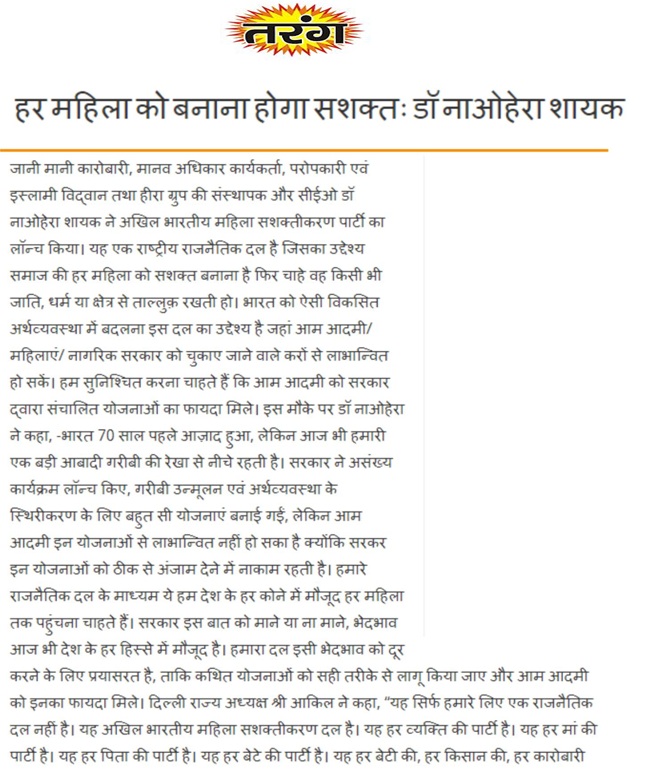 तरंग
हर महिला को बनाना होगा सशक्तः डॉ नाओहेरा शायक
जानी मानी कारोबारी, मानव अधिकार कार्यकर्ता, परोपकारी एवं
इस्लामी विद्वान तथा हीरा ग्रुप की संस्थापक और सीईओ डॉ
नाओहेरा शायक ने अखिल भारतीय महिला सशक्तीकरण पार्टी का
लॉन्च किया। यह एक राष्ट्रीय राजनैतिक दल है जिसका उद्देश्य
समाज की हर महिला को सशक्त बनाना है फिर चाहे वह किसी भी
जाति, धर्म या क्षेत्र से ताल्लुक़ रखती हो। भारत को ऐसी विकसित
अर्थव्यवस्था में बदलना इस दल का उद्देश्य है जहां आम आदमी/
महिलाएं/ नागरिक सरकार को चुकाए जाने वाले करों से लाभान्वित
हो सकें। हम सुनिश्चित करना चाहते हैं कि आम आदमी को सरकार
द्वारा संचालित योजनाओं का फायदा मिले। इस मौके पर डॉ नाओहेरा
ने कहा, -भारत 70 साल पहले आज़ाद हुआ, लेकिन आज भी हमारी
एक बड़ी आबादी गरीबी की रेखा से नीचे रहती है। सरकार ने असंख्य
कार्यक्रम लॉन्च किए, गरीबी उन्मूलन एवं अर्थव्यवस्था के
स्थिरीकरण के लिए बहुत सी योजनाएं बनाई गईं, लेकिन आम
आदमी इन योजनाओं से लाभान्वित नहीं हो सका है क्योंकि सरकर
इन योजनाओं को ठीक से अंजाम देने में नाकाम रहती है। हमारे
राजनैतिक दल के माध्यम ये हम देश के हर कोने में मौजूद हर महिला
तक पहुंचना चाहते हैं। सरकार इस बात को माने या ना माने, भेदभाव
आज भी देश के हर हिस्से में मौजूद है। हमारा दल इसी भेदभाव को दूर
करने के लिए प्रयासरत है, ताकि कथित योजनाओं को सही तरीके से लागू किया जाए और आम आदमी
को इनका फायदा मिले। दिल्ली राज्य अध्यक्ष श्री आकिल ने कहा, “यह सिर्फ हमारे लिए एक राजनैतिक
दल नहीं है। यह अखिल भारतीय महिला सशक्तीकरण दल है। यह हर व्यक्ति की पार्टी है। यह हर मां की
पार्टी है। यह हर पिता की पार्टी है। यह हर बेटे की पार्टी है। यह हर बेटी की, हर किसान की, हर कारोबारी